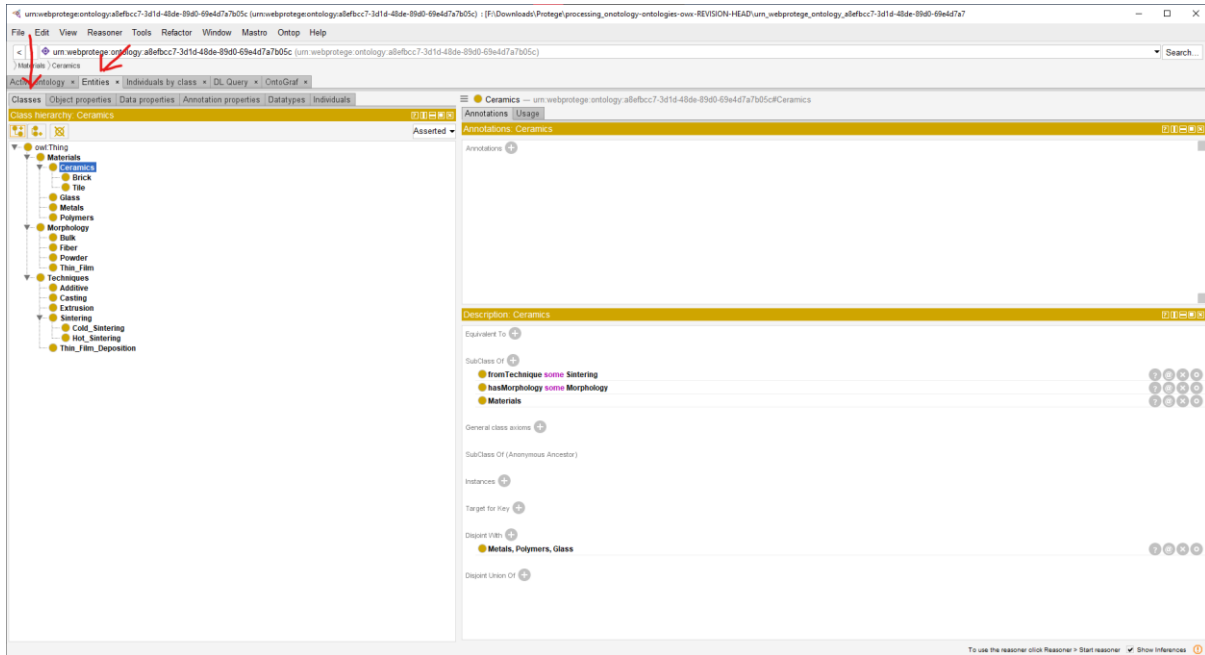 urn:webprotege:ontology:a8efbcc7-3d1d-48de-89d0-69e4d7a7b05c (urn:webprotege:ontology:a8efbcc7-3d1d-48de-89d0-69e4d7a7b05c) : [F:\Downloads\Protege\processing_onotology-ontologies-owx-REVISION-HEAD\urn_webprotege_ontology_a8efbcc7-3d1d-48de-89d0-69e4d7a7
File Edit View Reasoner Tools Refactor Window Mastro Ontop Help
< urn:webprotege:ontology:a8efbcc7-3d1d-48de-89d0-69e4d7a7b05c (urn:webprotege:ontology:a8efbcc7-3d1d-48de-89d0-69e4d7a7b05c) Search...
Materials Ceramics
Active ontology × Entities × Individuals by class × DL Query × OntoGraf ×
Classes Object properties Data properties Annotation properties Datatypes Individuals
Class hierarchy: Ceramics
Asserted
owl:Thing
Materials
Ceramics
Brick
Tile
Glass
Metals
Polymers
Morphology
Bulk
Fiber
Powder
Thin_Film
Techniques
Additive
Casting
Extrusion
Sintering
Cold_Sintering
Hot_Sintering
Thin_Film_Deposition
Ceramics — urn:webprotege:ontology:a8efbcc7-3d1d-48de-89d0-69e4d7a7b05c#Ceramics
Annotations Usage
Annotations: Ceramics
Annotations
Description: Ceramics
Equivalent To
SubClass Of
fromTechnique some Sintering
hasMorphology some Morphology
Materials
General class axioms
SubClass Of (Anonymous Ancestor)
Instances
Target for Key
Disjoint With
Metals, Polymers, Glass
Disjoint Union Of
To use the reasoner click Reasoner > Start reasoner Show Inferences